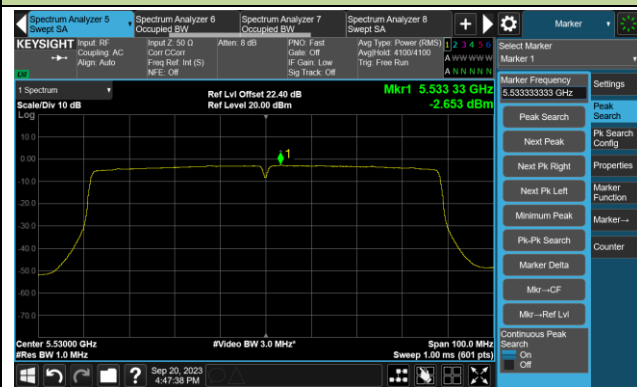 Spectrum Analyzer 5
Swept SA
Spectrum Analyzer 6
Occupied BW
Spectrum Analyzer 7
Occupied BW
Spectrum Analyzer 8
Swept SA
Marker
KEYSIGHT
Input: RF
Coupling: AC
Align: Auto
Input Z: 50 Ω
Corr CCorr
Freq Ref: Int (S)
NFE: Off
Atten: 8 dB
PNO: Fast
Gate: Off
IF Gain: Low
Sig Track: Off
Avg Type: Power (RMS)
Avg|Hold: 4100/4100
Trig: Free Run
1 2 3 4 5 6
A W W W W W
A N N N N N
Select Marker
Marker 1
1 Spectrum
Scale/Div 10 dB
Log
Ref Lvl Offset 22.40 dB
Ref Level 20.00 dBm
Mkr1 5.533 33 GHz
-2.653 dBm
10.0
0.00
-10.0
-20.0
-30.0
-40.0
-50.0
-60.0
-70.0
1
Center 5.53000 GHz
#Res BW 1.0 MHz
#Video BW 3.0 MHz*
Span 100.0 MHz
Sweep 1.00 ms (601 pts)
Marker Frequency
5.533333333 GHz
Peak Search
Next Peak
Next Pk Right
Next Pk Left
Minimum Peak
Pk-Pk Search
Marker Delta
Mkr→CF
Mkr→Ref Lvl
Continuous Peak
Search
On
Off
Settings
Peak
Search
Pk Search
Config
Properties
Marker
Function
Marker→
Counter
Sep 20, 2023
4:47:38 PM